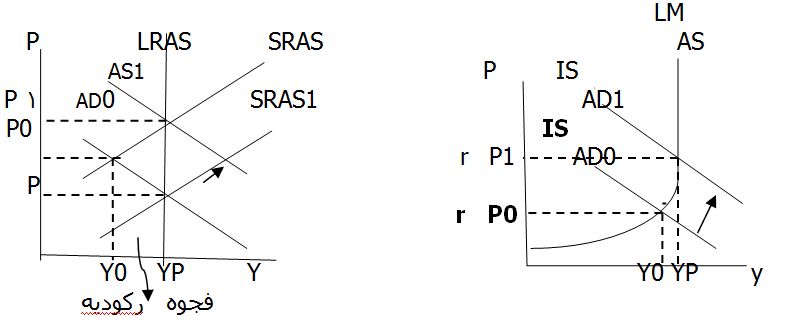 P LRAS SRAS
AS1
P ١ AD0 SRAS1
P0
P
Y0 YP Y
فجوه ركوديه
LM
AS
P IS
AD1
IS
r P1 AD0
r P0
Y0 YP y